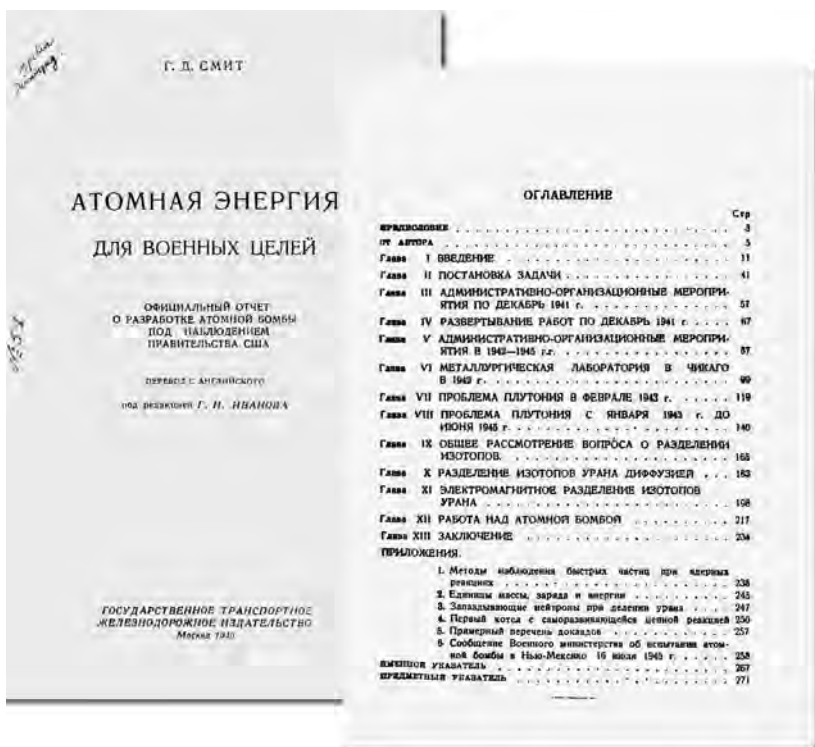 Г. Д. СМИТ
АТОМНАЯ ЭНЕРГИЯ
ДЛЯ ВОЕННЫХ ЦЕЛЕЙ
ОФИЦИАЛЬНЫЙ ОТЧЕТ
О РАЗРАБОТКЕ АТОМНОЙ БОМБЫ
ПОД НАБЛЮДЕНИЕМ
ПРАВИТЕЛЬСТВА США
ПЕРЕВОД С АНГЛИЙСКОГО
под редакцией Г. Н. ИВАНОВА
ГОСУДАРСТВЕННОЕ ТРАНСПОРТНОЕ
ЖЕЛЕЗНОДОРОЖНОЕ ИЗДАТЕЛЬСТВО
Москва
ОГЛАВЛЕНИЕ
Стр
ПРЕДИСЛОВИЕ . . . 3
ОТ АВТОРА . . . 5
Глава I ВВЕДЕНИЕ . . . 11
Глава II ПОСТАНОВКА ЗАДАЧИ . . . 41
Глава III АДМИНИСТРАТИВНО-ОРГАНИЗАЦИОННЫЕ МЕРОПРИ-
ЯТИЯ ПО ДЕКАБРЬ 1941 г. . . . 57
Глава IV РАЗВЕРТЫВАНИЕ РАБОТ ПО ДЕКАБРЬ 1941 г. . . . 67
Глава V АДМИНИСТРАТИВНО-ОРГАНИЗАЦИОННЫЕ МЕРОПРИ-
ЯТИЯ В 1942—1945 г.г. . . . 87
Глава VI МЕТАЛЛУРГИЧЕСКАЯ ЛАБОРАТОРИЯ В ЧИКАГО
В 1942 г. . . . 99
Глава VII ПРОБЛЕМА ПЛУТОНИЯ В ФЕВРАЛЕ 1943 г. . . . 119
Глава VIII ПРОБЛЕМА ПЛУТОНИЯ С ЯНВАРЯ 1943 г. ДО
ИЮНЯ 1945 г. . . . 140
Глава IX ОБЩЕЕ РАССМОТРЕНИЕ ВОПРОСА О РАЗДЕЛЕНИИ
ИЗОТОПОВ. . . . 165
Глава X РАЗДЕЛЕНИЕ ИЗОТОПОВ УРАНА ДИФФУЗИЕЙ . . . 183
Глава XI ЭЛЕКТРОМАГНИТНОЕ РАЗДЕЛЕНИЕ ИЗОТОПОВ
УРАНА . . . 198
Глава XII РАБОТА НАД АТОМНОЙ БОМБОЙ . . . 217
Глава XIII ЗАКЛЮЧЕНИЕ . . . 234
ПРИЛОЖЕНИЯ.
1. Методы наблюдения быстрых частиц при ядерных
реакциях . . . 238
2. Единицы массы, заряда и энергии . . . 245
3. Запаздывающие нейтроны при делении урана . . . 247
4. Первый котел с саморазвивающейся цепной реакцией 250
5. Примерный перечень докладов . . . 257
6 Сообщение Военного министерства об испытании атом-
ной бомбы в Нью-Мексико 16 июля 1945 г. . . . 258
ИМЕННОЙ УКАЗАТЕЛЬ . . . 267
ПРЕДМЕТНЫЙ УКАЗАТЕЛЬ . . . 271